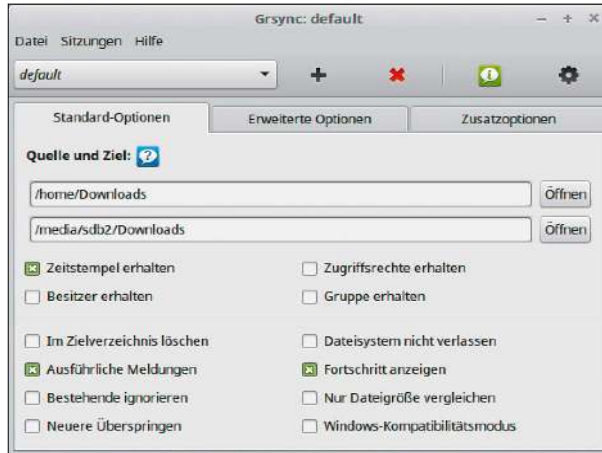 Grsync: default
Datei Sitzungen Hilfe
default
Standard-Optionen Erweiterte Optionen Zusatzoptionen
Quelle und Ziel:
/home/Downloads Öffnen
/media/sdb2/Downloads Öffnen
Zeitstempel erhalten Zugriffsrechte erhalten
Besitzer erhalten Gruppe erhalten
Im Zielverzeichnis löschen Dateisystem nicht verlassen
Ausführliche Meldungen Fortschritt anzeigen
Bestehende ignorieren Nur Dateigröße vergleichen
Neuere Überspringen Windows-Kompatibilitätsmodus